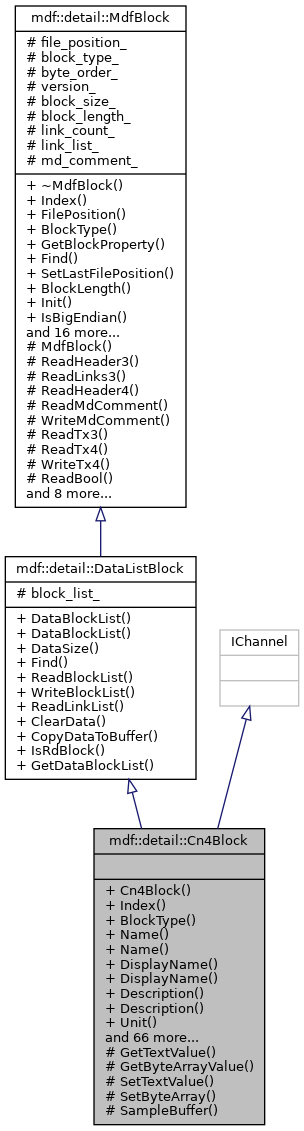 mdf::detail::MdfBlock
# file_position_
# block_type_
# byte_order_
# version_
# block_size_
# block_length_
# link_count_
# link_list_
# md_comment_
+ ~MdfBlock()
+ Index()
+ FilePosition()
+ BlockType()
+ GetBlockProperty()
+ Find()
+ SetLastFilePosition()
+ BlockLength()
+ Init()
+ IsBigEndian()
and 16 more...
# MdfBlock()
# ReadHeader3()
# ReadLinks3()
# ReadHeader4()
# ReadMdComment()
# WriteMdComment()
# ReadTx3()
# ReadTx4()
# WriteTx4()
# ReadBool()
and 8 more...
mdf::detail::DataListBlock
# block_list_
+ DataBlockList()
+ DataBlockList()
+ DataSize()
+ Find()
+ ReadBlockList()
+ WriteBlockList()
+ ReadLinkList()
+ ClearData()
+ CopyDataToBuffer()
+ IsRdBlock()
+ GetDataBlockList()
IChannel
mdf::detail::Cn4Block
+ Cn4Block()
+ Index()
+ BlockType()
+ Name()
+ Name()
+ DisplayName()
+ DisplayName()
+ Description()
+ Description()
+ Unit()
and 66 more...
# GetTextValue()
# GetByteArrayValue()
# SetTextValue()
# SetByteArray()
# SampleBuffer()